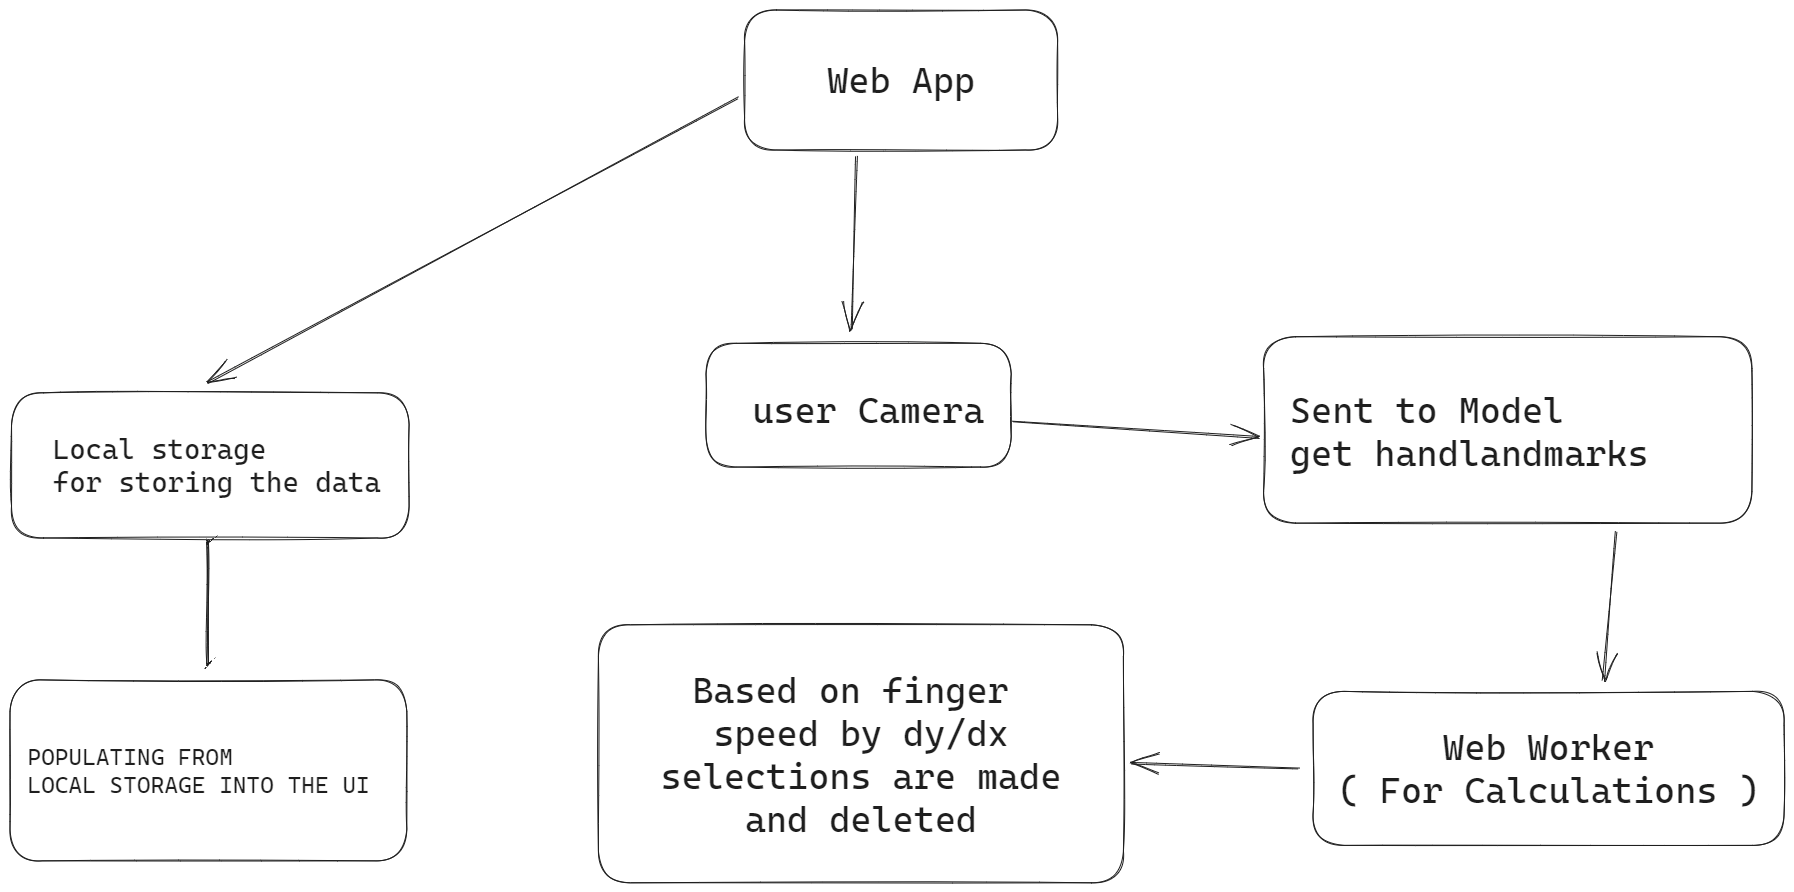 Web App
user Camera
Sent to Model
get handlandmarks
Local storage
for storing the data
Based on finger
speed by dy/dx
selections are made
and deleted
Web Worker
( For Calculations )
POPULATING FROM
LOCAL STORAGE INTO THE UI